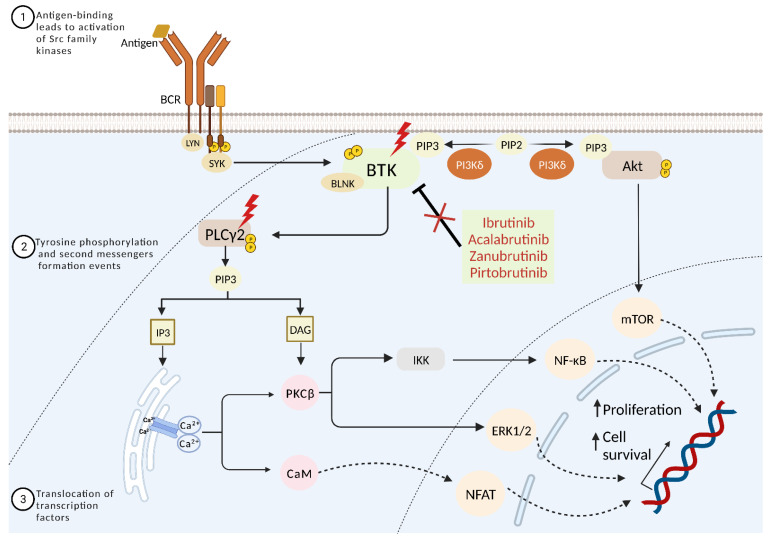 1
Antigen-binding
leads to activation
of Src family
kinases
Antigen
BCR
LYN
P
P
SYK
P
P
BTK
BLNK
PIP3
PI3Kδ
PIP2
PI3Kδ
PIP3
Akt
P
P
Ibrutinib
Acalabrutinib
Zanubrutinib
Pirtobrutinib
2
Tyrosine phosphorylation
and second messengers
formation events
PLCγ2
P
P
PIP3
IP3
DAG
mTOR
IKK
NF-κB
PKCβ
Ca²⁺
Ca²⁺
Ca²⁺
Ca²⁺
ERK1/2
Proliferation
Cell
survival
CaM
NFAT
3
Translocation of
transcription
factors